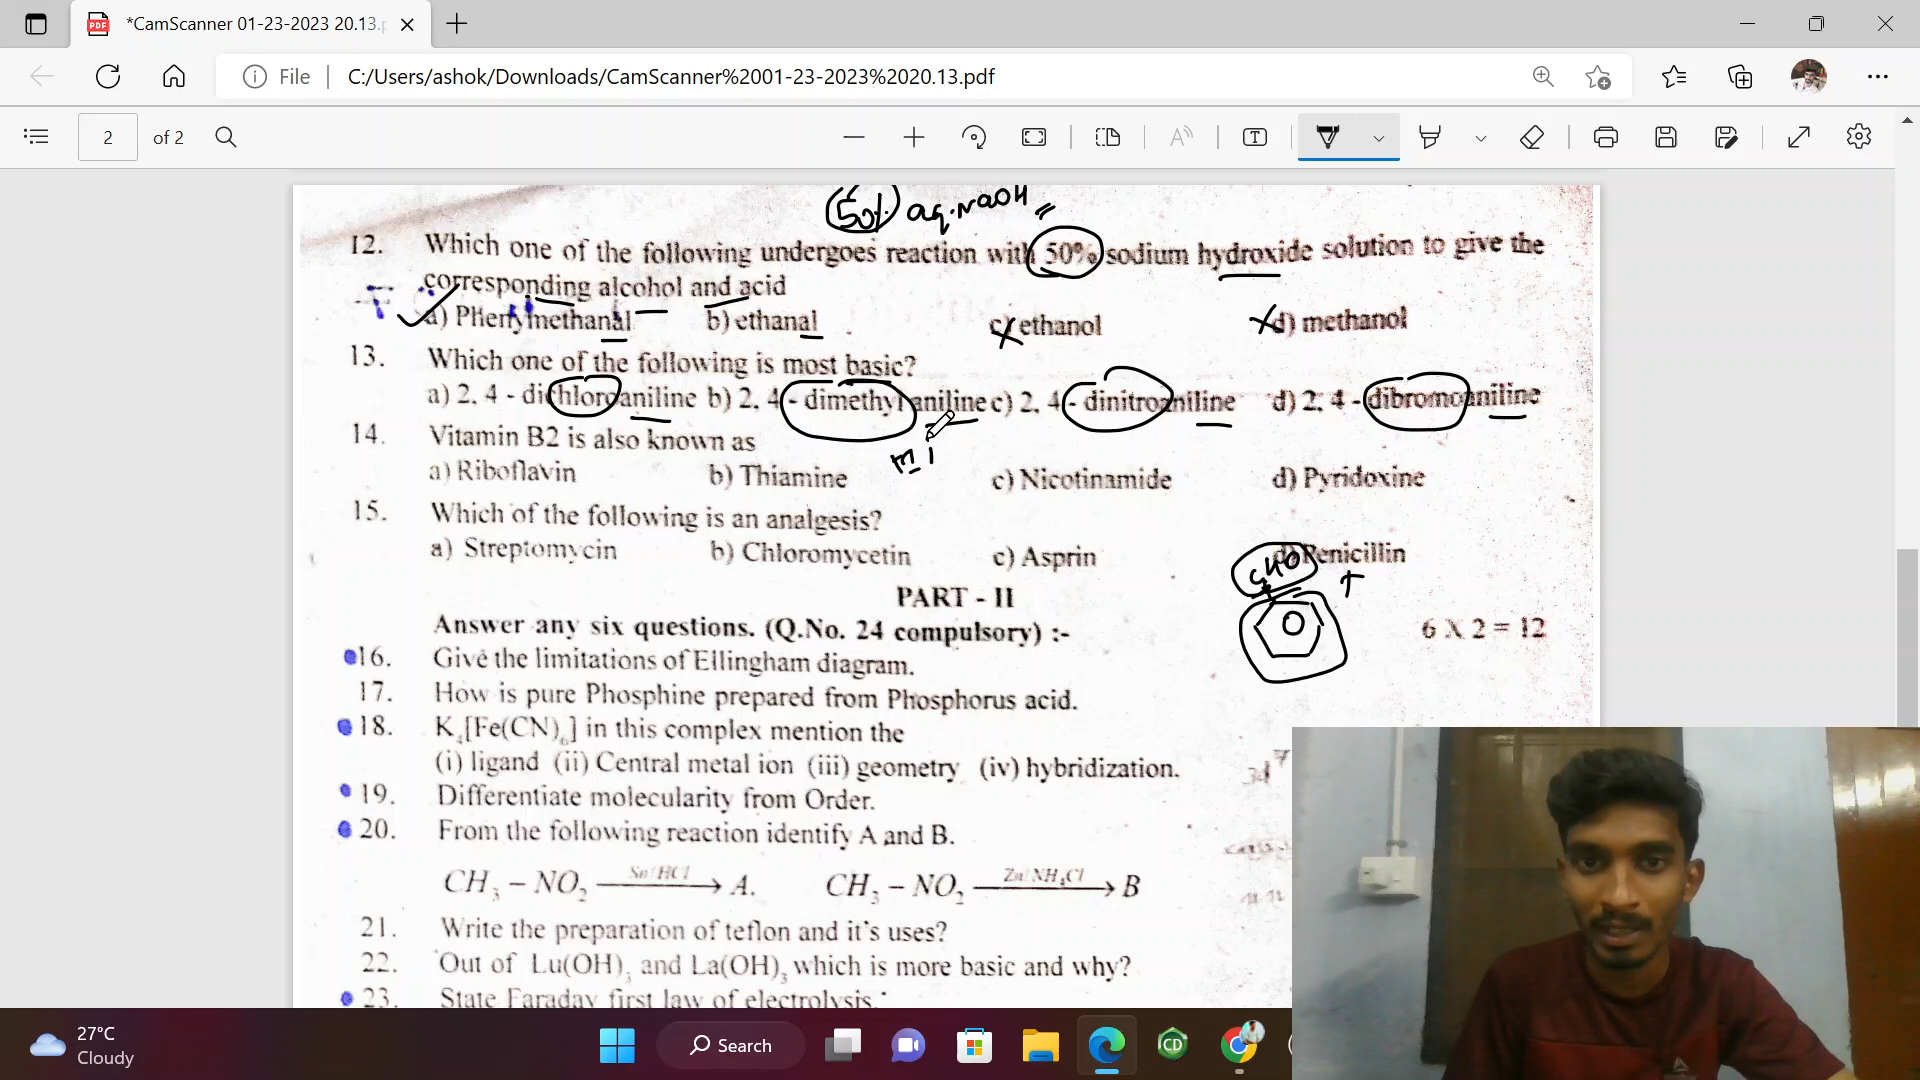 *CamScanner 01-23-2023 20.13.p
File
C:/Users/ashok/Downloads/CamScanner%2001-23-2023%2020.13.pdf
2 of 2
50% aq.NaOH
12. Which one of the following undergoes reaction with 50% sodium hydroxide solution to give the
corresponding alcohol and acid
a) Phenylmethanal b) ethanal c) ethanol d) methanol
13. Which one of the following is most basic?
a) 2, 4 - dichloroaniline b) 2, 4 - dimethyl aniline c) 2, 4 - dinitroaniline d) 2, 4 - dibromoaniline
14. Vitamin B2 is also known as
a) Riboflavin b) Thiamine c) Nicotinamide d) Pyridoxine
15. Which of the following is an analgesis?
a) Streptomycin b) Chloromycetin c) Asprin d) Penicillin
CHO
PART - II
Answer any six questions. (Q.No. 24 compulsory) :- 6 X 2 = 12
16. Give the limitations of Ellingham diagram.
17. How is pure Phosphine prepared from Phosphorus acid.
18. K₄[Fe(CN)₆] in this complex mention the
(i) ligand (ii) Central metal ion (iii) geometry (iv) hybridization.
19. Differentiate molecularity from Order.
20. From the following reaction identify A and B.
CH₃ – NO₂ —Sn/HCl→ A. CH₃ – NO₂ —Zn/NH₄Cl→ B
21. Write the preparation of teflon and it's uses?
22. Out of Lu(OH)₃ and La(OH)₃ which is more basic and why?
23. State Faraday first law of electrolysis.
27°C
Cloudy
Search